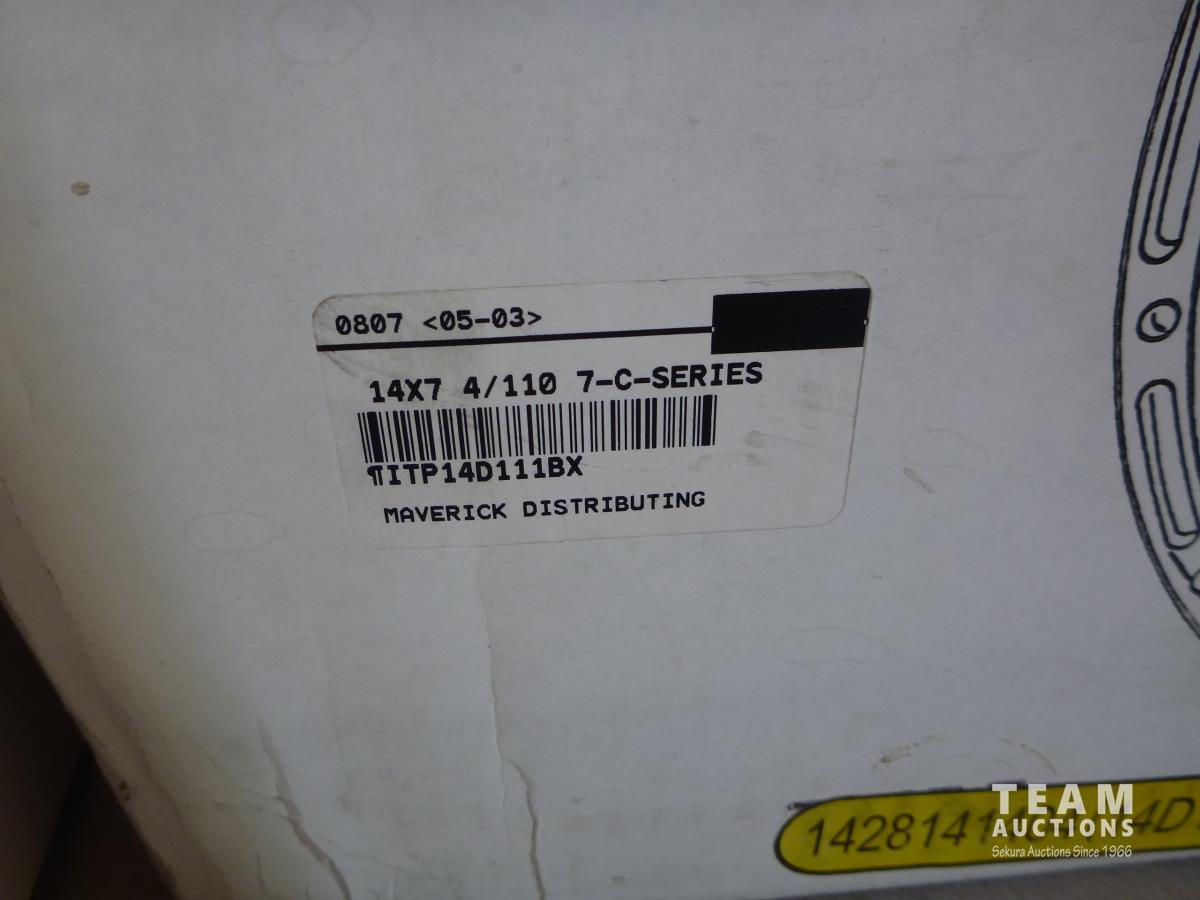 0807 <05-03>
14X7 4/110 7-C-SERIES
¶ITP14D111BX
MAVERICK DISTRIBUTING
TEAM
AUCTIONS
Sekura Auctions Since 1966